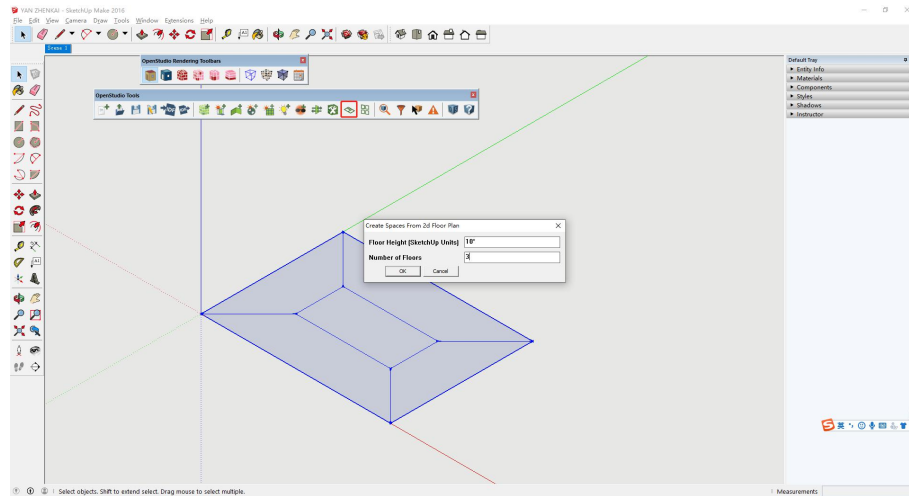 YAN ZHENKAI - SketchUp Make 2016
File Edit View Camera Draw Tools Window Extensions Help
Scene 1
Default Tray
OpenStudio Rendering Toolbars
Entity Info
Materials
Components
Styles
Shadows
Instructor
OpenStudio Tools
Create Spaces From 2d Floor Plan
Floor Height (SketchUp Units) 10"
Number of Floors 3
OK Cancel
英
Select objects. Shift to extend select. Drag mouse to select multiple.
Measurements